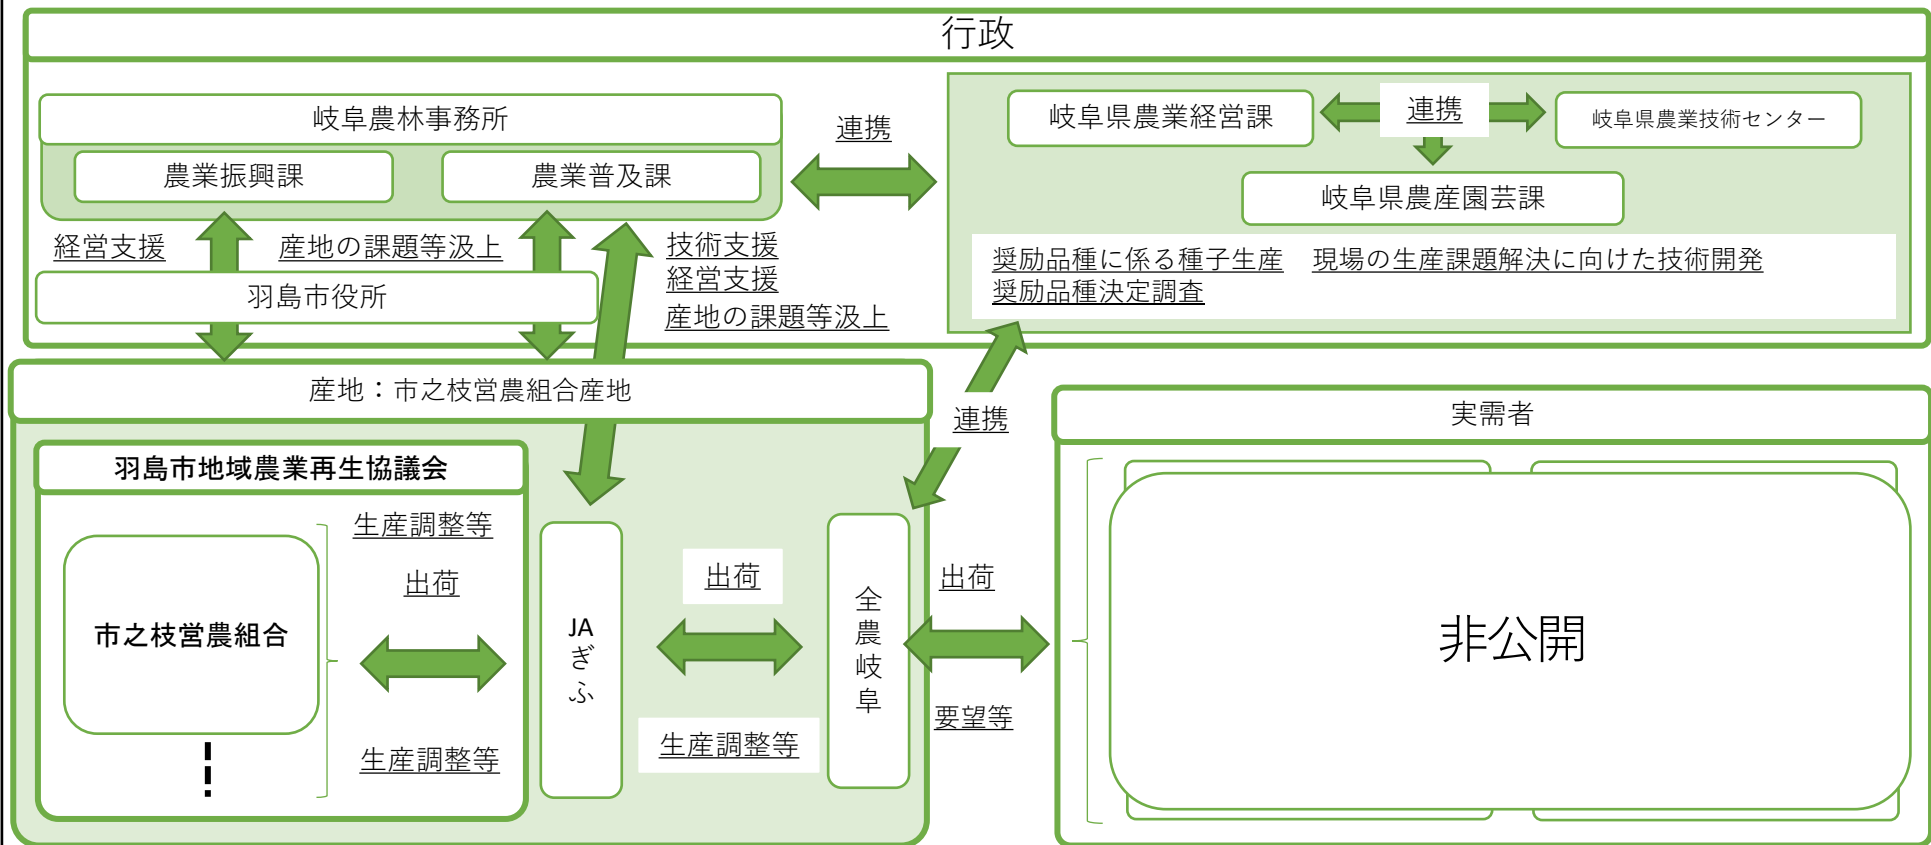 行政
岐阜農林事務所
農業振興課
農業普及課
連携
岐阜県農業経営課
連携
岐阜県農業技術センター
岐阜県農産園芸課
奨励品種に係る種子生産　現場の生産課題解決に向けた技術開発
奨励品種決定調査
経営支援
産地の課題等汲上
技術支援
経営支援
産地の課題等汲上
羽島市役所
連携
産地：市之枝営農組合産地
羽島市地域農業再生協議会
市之枝営農組合
生産調整等
出荷
生産調整等
JA
ぎ
ふ
出荷
生産調整等
全
農
岐
阜
出荷
要望等
実需者
非公開